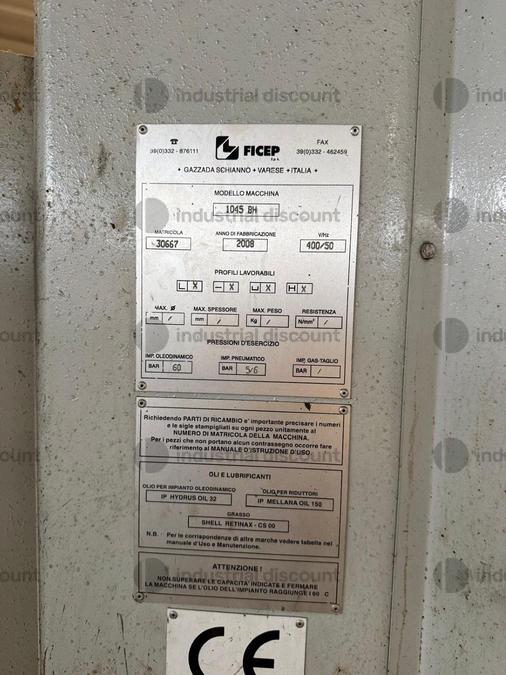 industrial discount
☎ FICEP S.p.A. FAX
39(0)332 - 876111 39(0)332 - 462459
GAZZADA SCHIANNO • VARESE • ITALIA
MODELLO MACCHINA
1045 BH
MATRICOLA ANNO DI FABBRICAZIONE V/Hz
30667 2008 400/50
PROFILI LAVORABILI
L X – X U X H X
MAX. Ø MAX. SPESSORE MAX. PESO RESISTENZA
mm / mm / Kg / N/mm² /
PRESSIONI D'ESERCIZIO
IMP. OLEODINAMICO IMP. PNEUMATICO IMP. GAS-TAGLIO
BAR 60 BAR 5/6 BAR /
Richiedendo PARTI DI RICAMBIO e' importante precisare i numeri
e le sigle stampigliati su ogni pezzo unitamente al
NUMERO DI MATRICOLA DELLA MACCHINA.
Per i pezzi che non portano alcun contrassegno occorre fare
riferimento al MANUALE D'ISTRUZIONE D'USO.
OLI E LUBRIFICANTI
OLIO PER IMPIANTO OLEODINAMICO OLIO PER RIDUTTORI
IP HYDRUS OIL 32 IP MELLANA OIL 150
GRASSO
SHELL RETINAX - CS 00
N.B. Per le corrispondenze di altre marche vedere tabella nel
manuale d'Uso e Manutenzione.
ATTENZIONE !
NON SUPERARE LE CAPACITA' INDICATE E FERMARE
LA MACCHINA SE L'OLIO DELL'IMPIANTO RAGGIUNGE I 60 C
CE